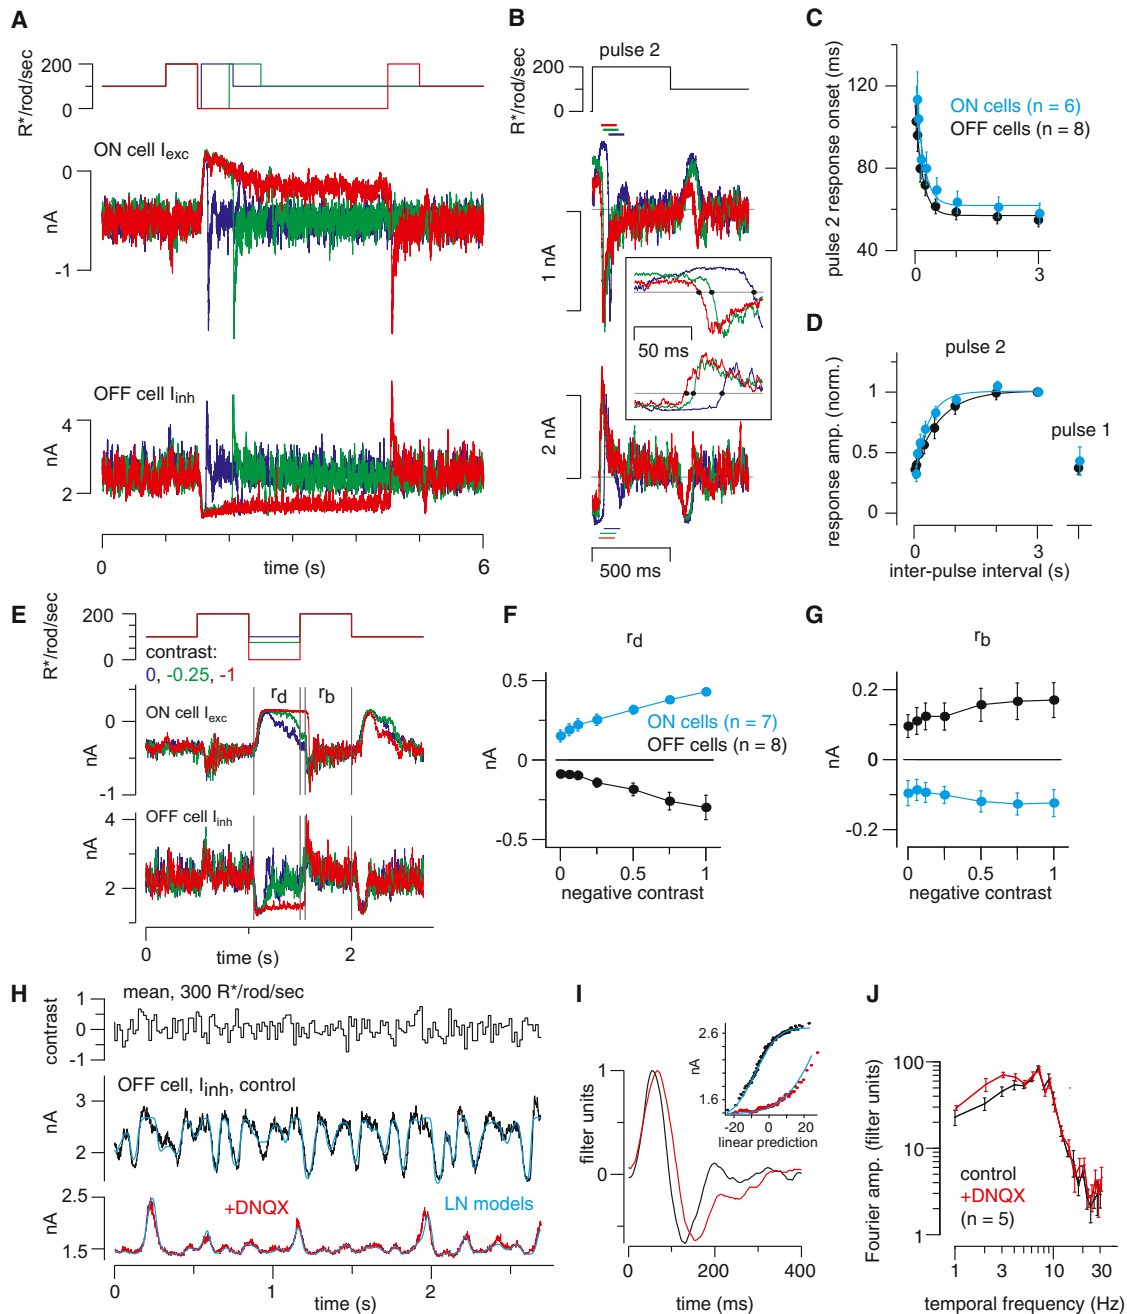 A
R*/rod/sec
200
0
ON cell Iexc
0
nA
-1
OFF cell Iinh
4
nA
2
0
time (s)
6
B
pulse 2
R*/rod/sec
200
0
1 nA
50 ms
2 nA
500 ms
C
pulse 2 response onset (ms)
120
80
40
ON cells (n = 6)
OFF cells (n = 8)
0
3
D
pulse 2
response amp. (norm.)
1
0.5
0
pulse 1
0
3
inter-pulse interval (s)
E
R*/rod/sec
200
0
contrast:
0, -0.25, -1
rd
rb
ON cell Iexc
0
nA
-1
OFF cell Iinh
4
nA
2
0
2
time (s)
F
rd
0.5
nA
0
-0.5
ON cells (n = 7)
OFF cells (n = 8)
0
0.5
1
negative contrast
G
rb
0.2
nA
0
-0.2
0
0.5
1
negative contrast
H
mean, 300 R*/rod/sec
contrast
1
0
-1
OFF cell, Iinh, control
3
nA
2
2.5
nA
1.5
+DNQX
LN models
0
1
2
time (s)
I
filter units
1
0
nA
2.6
1.6
-20
0
20
linear prediction
0
200
400
time (ms)
J
Fourier amp. (filter units)
100
10
1
control
+DNQX
(n = 5)
1
3
10
30
temporal frequency (Hz)